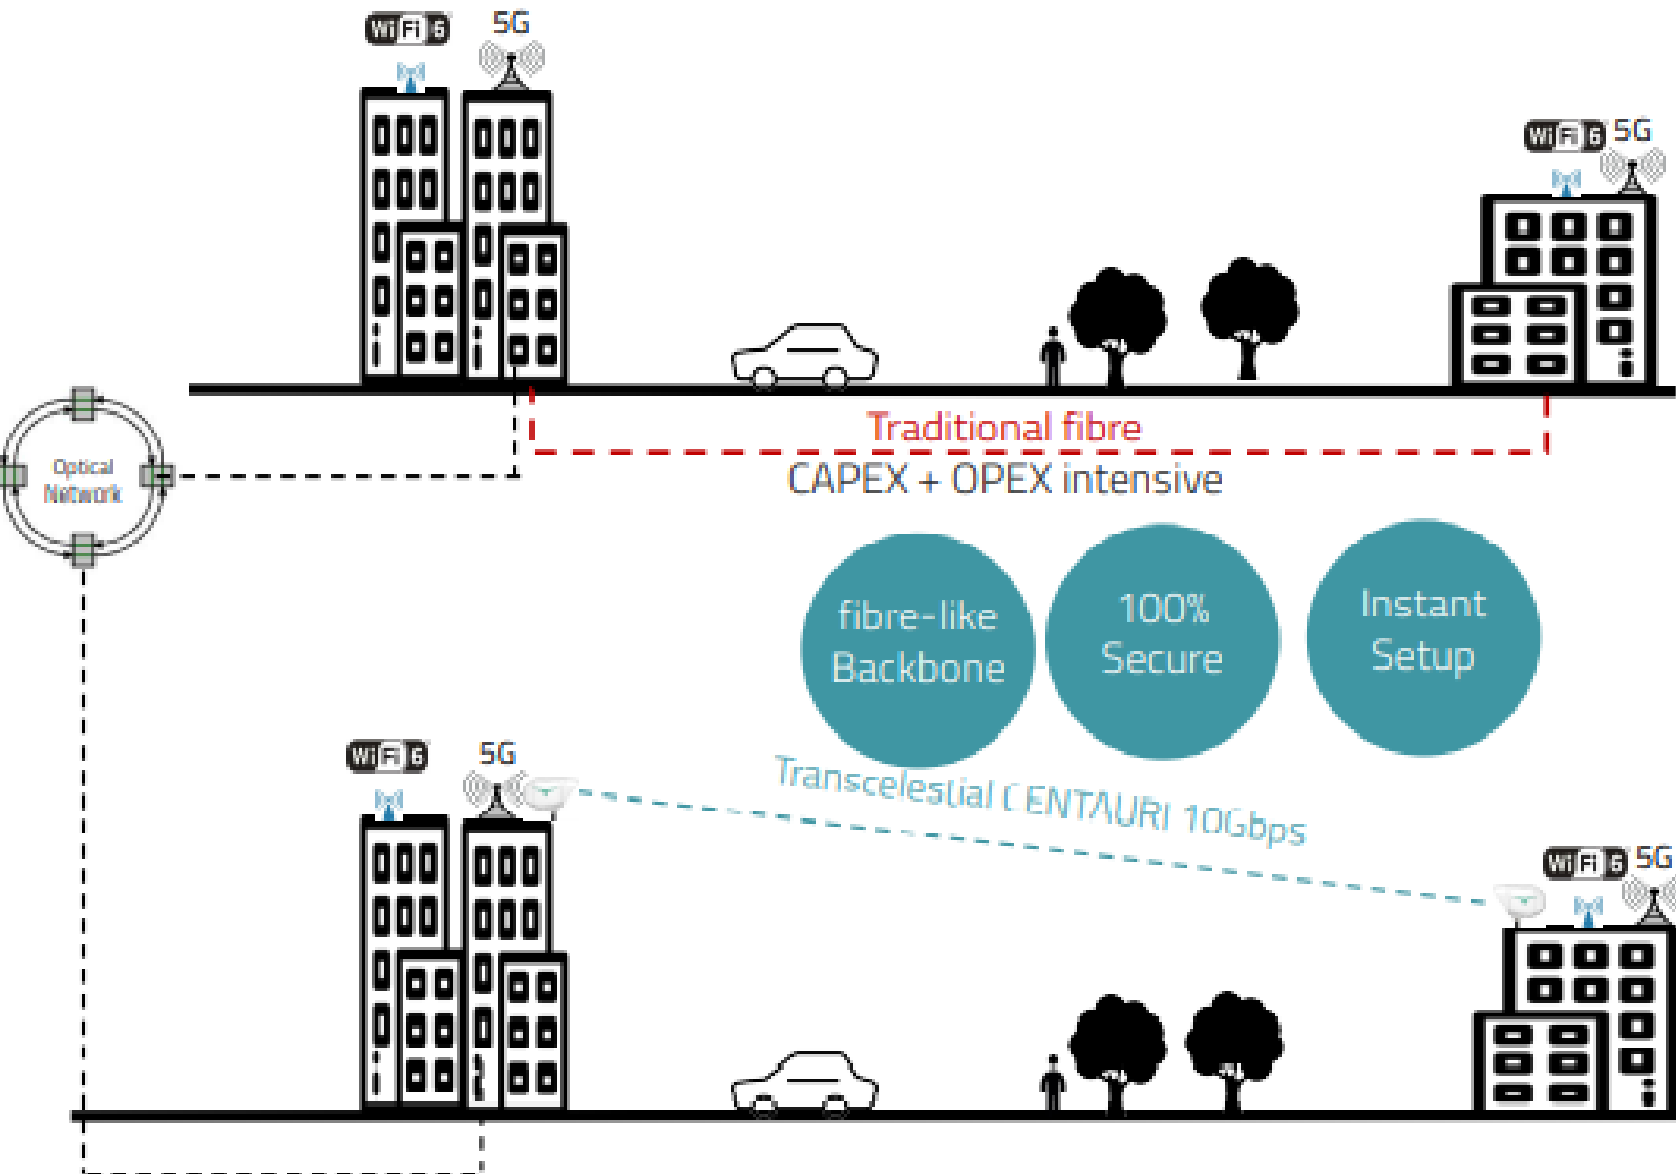 WiFi 6 5G
WiFi 6 5G
Traditional fibre
CAPEX + OPEX intensive
Optical
Network
fibre-like
Backbone
100%
Secure
Instant
Setup
WiFi 6 5G
Transcelestial CENTAURI 10Gbps
WiFi 6 5G